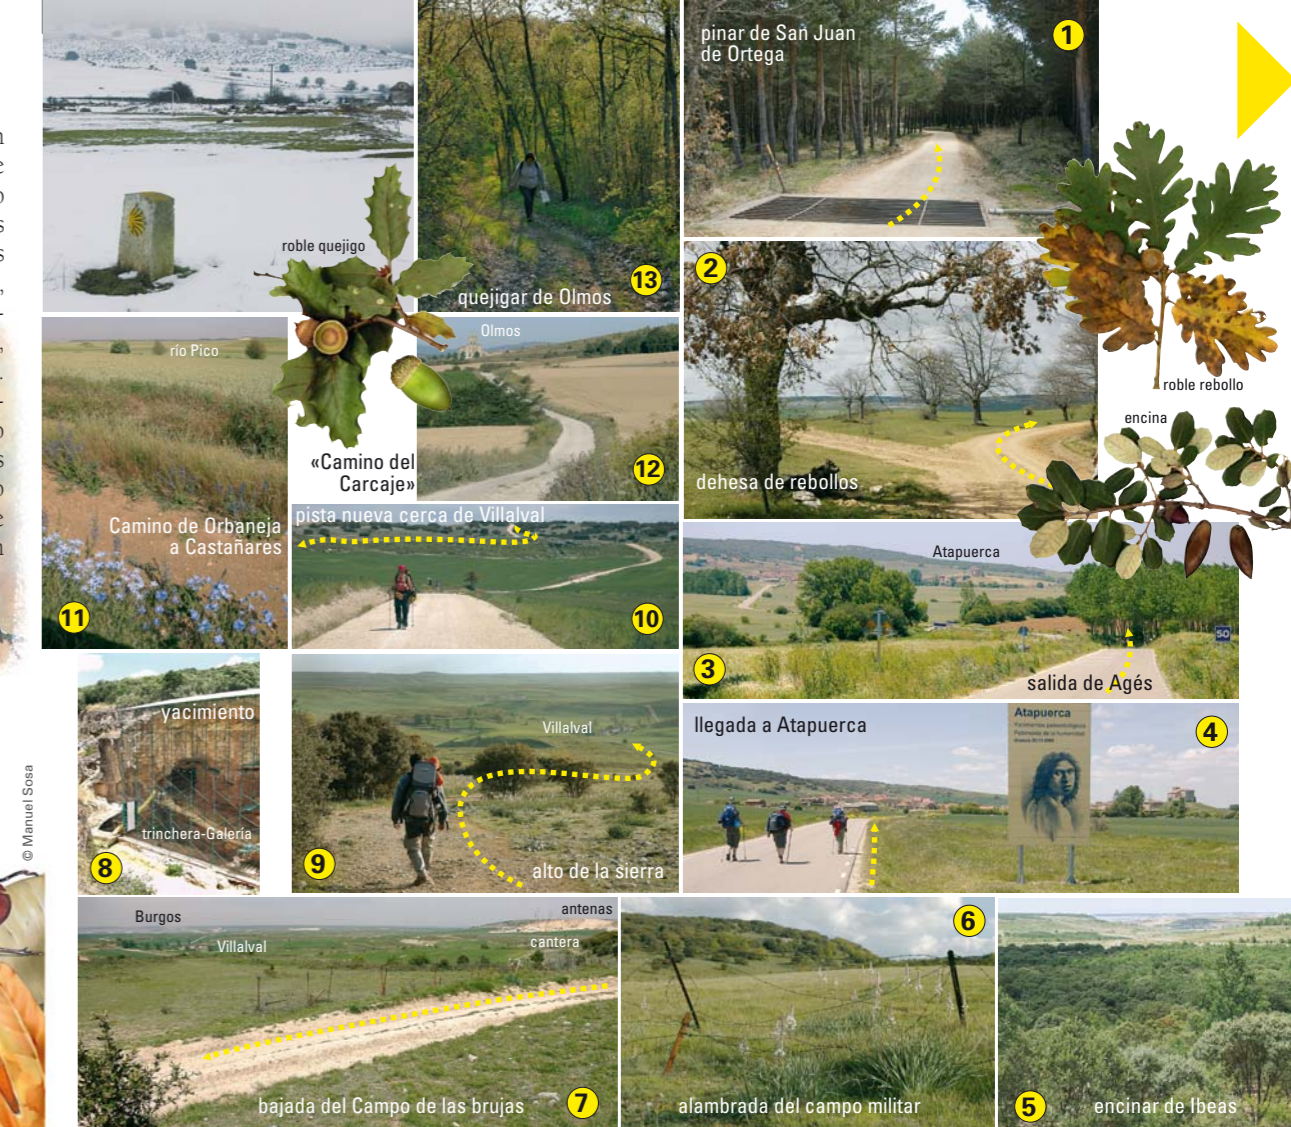 pinar de San Juan
de Ortega
1
roble quejigo
quejigar de Olmos
13
2
dehesa de rebollos
roble rebollo
encina
río Pico
Olmos
«Camino del
Carcaje»
12
Camino de Orbaneja
a Castañares
11
pista nueva cerca de Villalval
10
Atapuerca
50
3
salida de Agés
yacimiento
trinchera-Galería
8
© Manuel Sosa
Villalval
9
alto de la sierra
llegada a Atapuerca
Atapuerca
4
Burgos
Villalval
antenas
cantera
bajada del Campo de las brujas
7
6
alambrada del campo militar
5
encinar de Ibeas